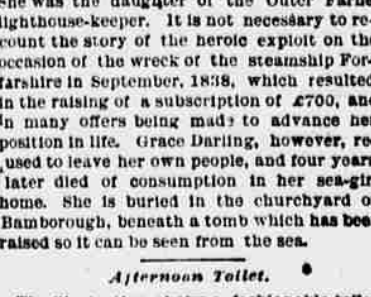 she was the daughter of the Outer Farne
lighthouse-keeper. It is not necessary to re-
count the story of the heroic exploit on the
occasion of the wreck of the steamship For-
farshire in September, 1838, which resulted
in the raising of a subscription of £700, and
in many offers being made to advance her
position in life. Grace Darling, however, re-
used to leave her own people, and four years
later died of consumption in her sea-gir
home. She is buried in the churchyard o
Bamborough, beneath a tomb which has been
raised so it can be seen from the sea.
Afternoon Toilet.